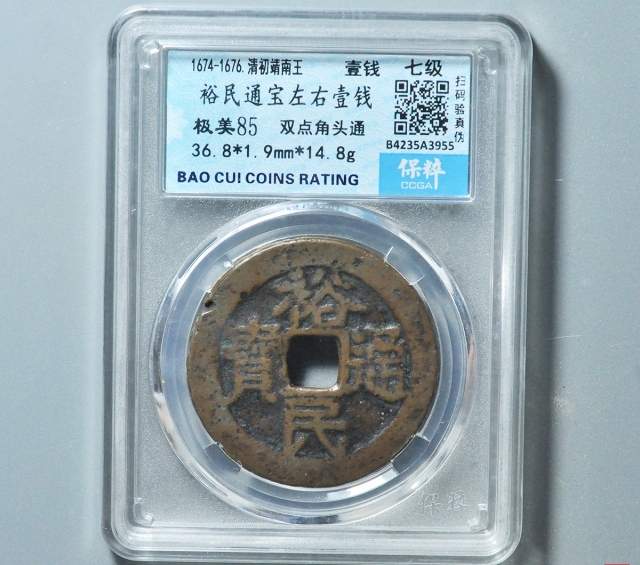 1674-1676.清初靖南王 壹钱 七级
裕民通宝左右壹钱
极美85 双点角头通
36.8*1.9mm*14.8g
BAO CUI COINS RATING
扫码验真伪
B4235A3955
保粹
CCGA
裕民通寳
保粹